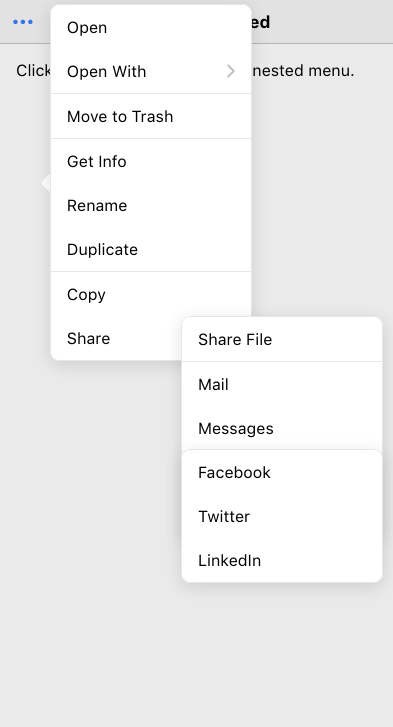 ••• ed
Open
Click nested menu.
Open With
Move to Trash
Get Info
Rename
Duplicate
Copy
Share
Share File
Mail
Messages
Facebook
Twitter
LinkedIn